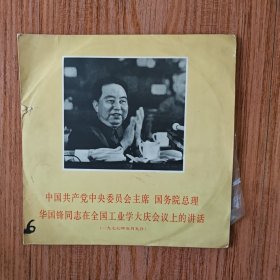 中国共产党中央委员会主席 国务院总理
华国锋同志在全国工业学大庆会议上的讲话
(一九七七年五月九日)
6